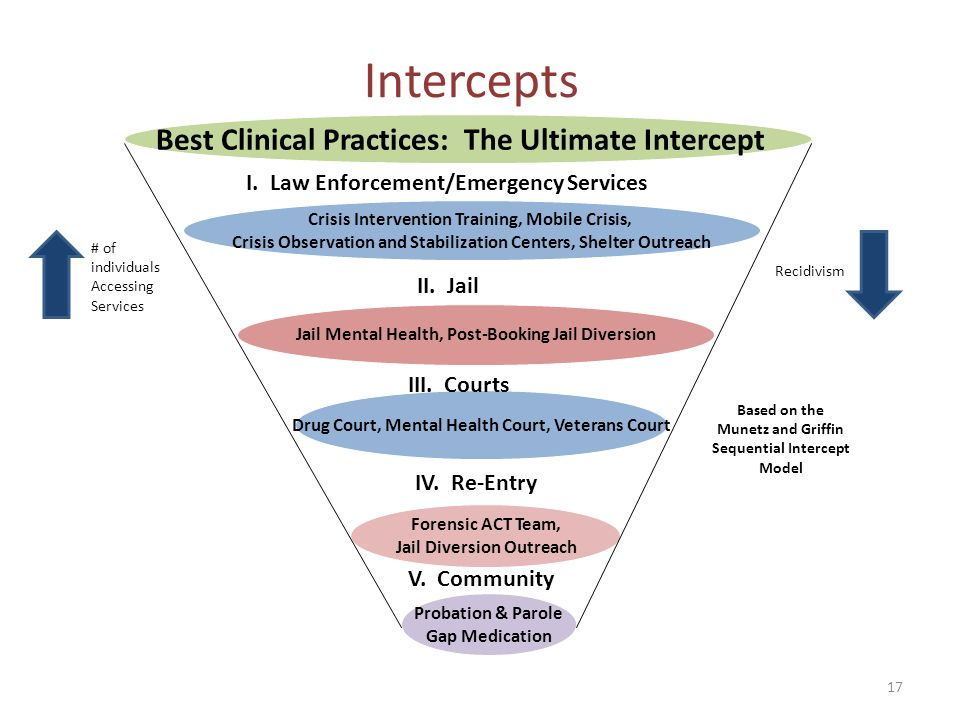 Intercepts
Best Clinical Practices: The Ultimate Intercept
I. Law Enforcement/Emergency Services
Crisis Intervention Training, Mobile Crisis,
Crisis Observation and Stabilization Centers, Shelter Outreach
# of
individuals
Accessing
Services
Recidivism
II. Jail
Jail Mental Health, Post-Booking Jail Diversion
III. Courts
Drug Court, Mental Health Court, Veterans Court
Based on the
Munetz and Griffin
Sequential Intercept
Model
IV. Re-Entry
Forensic ACT Team,
Jail Diversion Outreach
V. Community
Probation & Parole
Gap Medication
17